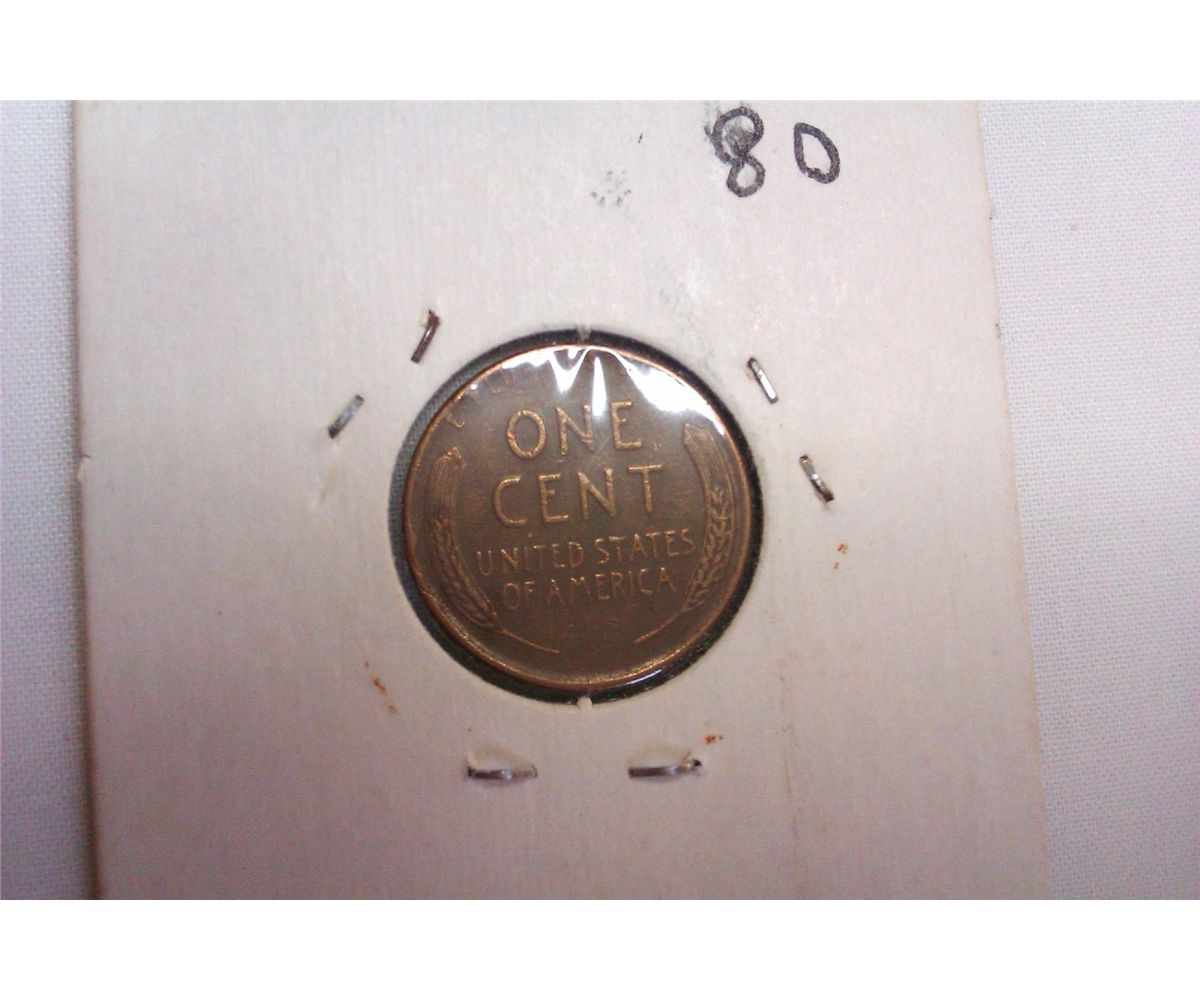 80
ONE
CENT
UNITED STATES
OF AMERICA